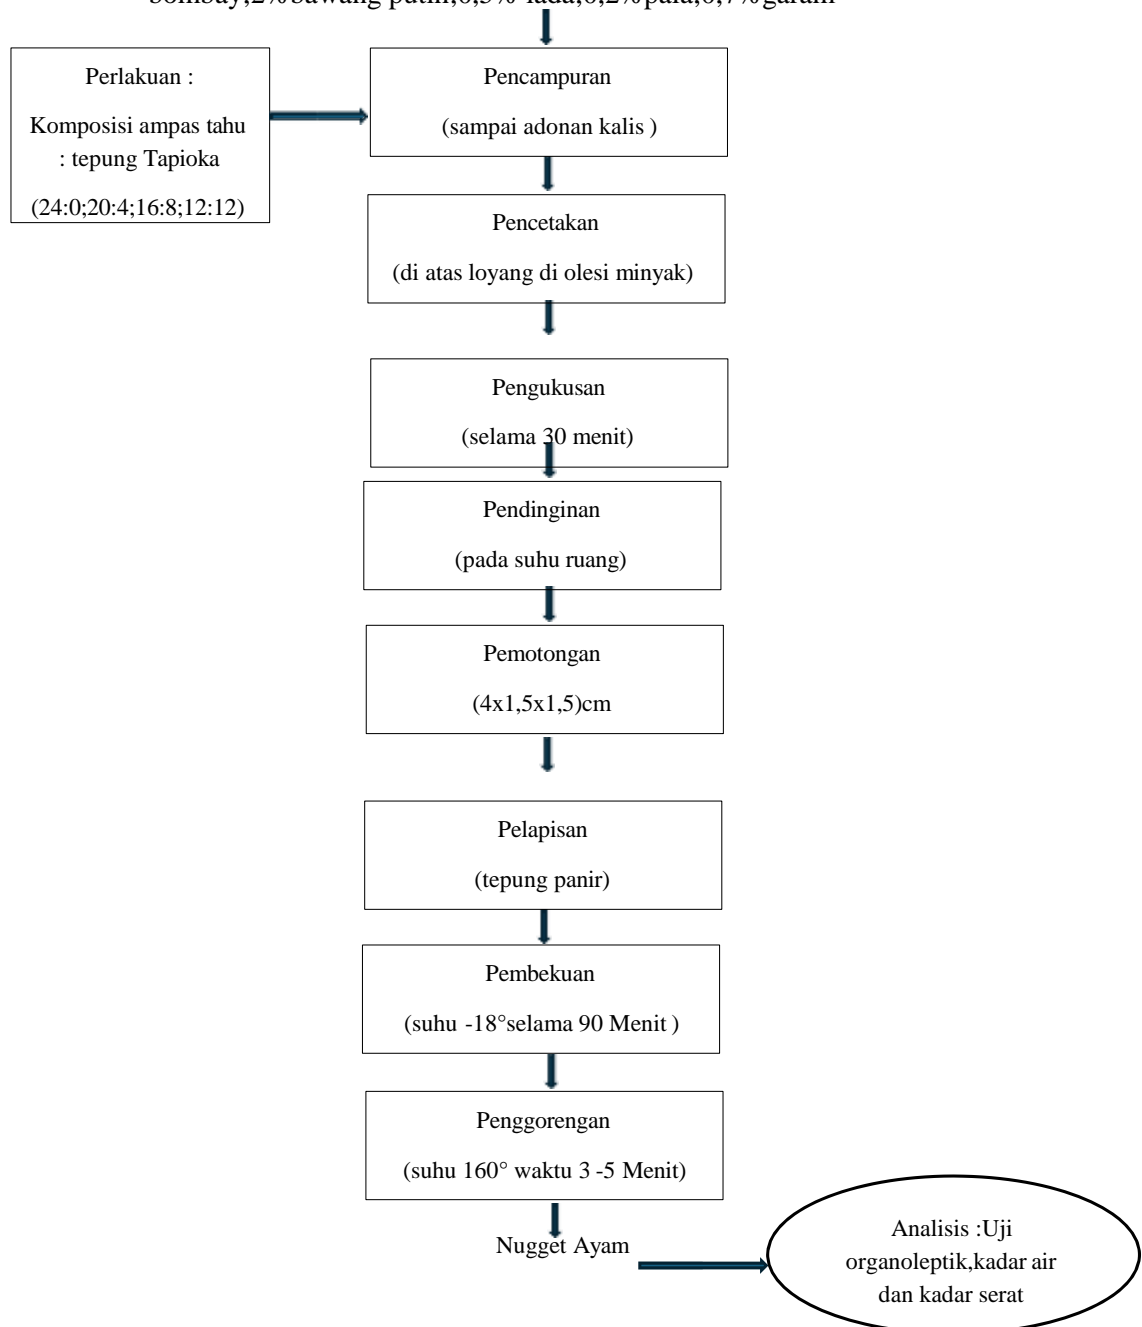 bombay,2%bawang putih,0,5% lada,0,2%pala,0,7%garam
Perlakuan :
Komposisi ampas tahu
: tepung Tapioka
(24:0;20:4;16:8;12:12)
Pencampuran
(sampai adonan kalis )
Pencetakan
(di atas loyang di olesi minyak)
Pengukusan
(selama 30 menit)
Pendinginan
(pada suhu ruang)
Pemotongan
(4x1,5x1,5)cm
Pelapisan
(tepung panir)
Pembekuan
(suhu -18°selama 90 Menit )
Penggorengan
(suhu 160° waktu 3 -5 Menit)
Nugget Ayam
Analisis :Uji
organoleptik,kadar air
dan kadar serat